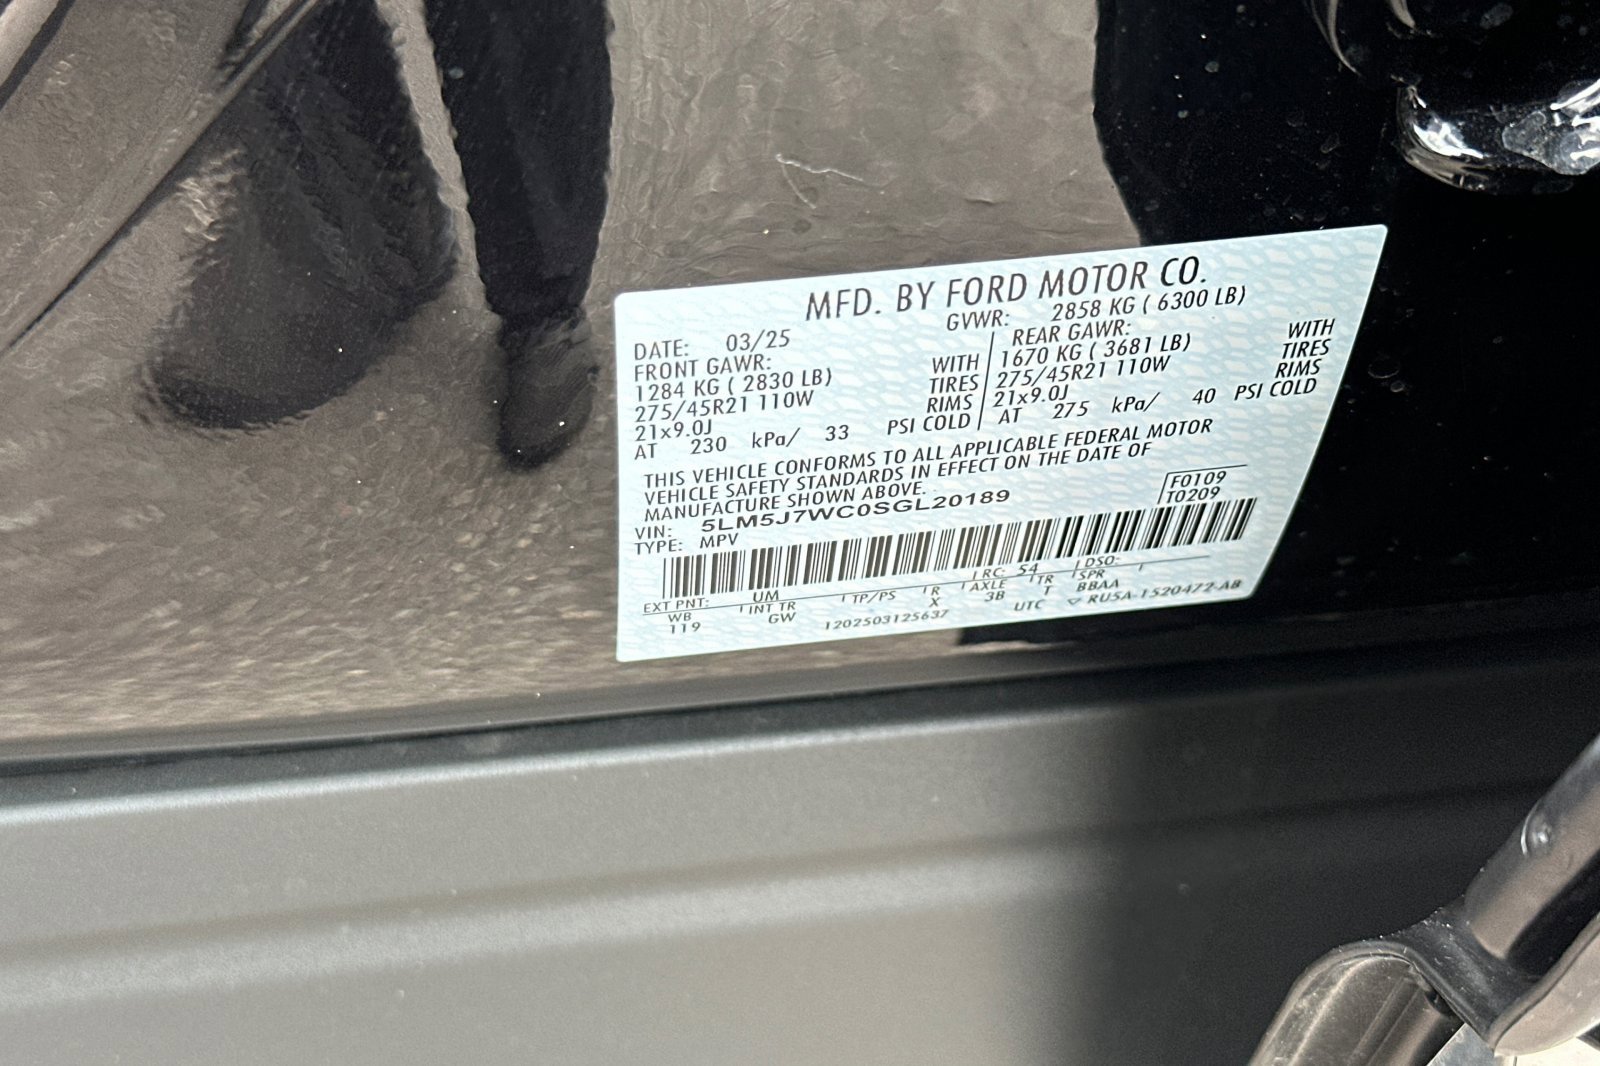 MFD. BY FORD MOTOR CO.
DATE: 03/25 GVWR: 2858 KG ( 6300 LB)
FRONT GAWR: REAR GAWR:
1284 KG ( 2830 LB) WITH 1670 KG ( 3681 LB) WITH
275/45R21 110W TIRES 275/45R21 110W TIRES
21x9.0J RIMS 21x9.0J RIMS
AT 230 kPa/ 33 PSI COLD AT 275 kPa/ 40 PSI COLD
THIS VEHICLE CONFORMS TO ALL APPLICABLE FEDERAL MOTOR
VEHICLE SAFETY STANDARDS IN EFFECT ON THE DATE OF
MANUFACTURE SHOWN ABOVE.
VIN: 5LM5J7WC0SGL20189 F0109
TYPE: MPV T0209
EXT PNT: UM RC: 54 DSO:
WB INT TR TP/PS R AXLE TR SPR
119 GW X 3B T BBAA
1202503125637 UTC ▽ RU5A-1520472-AB